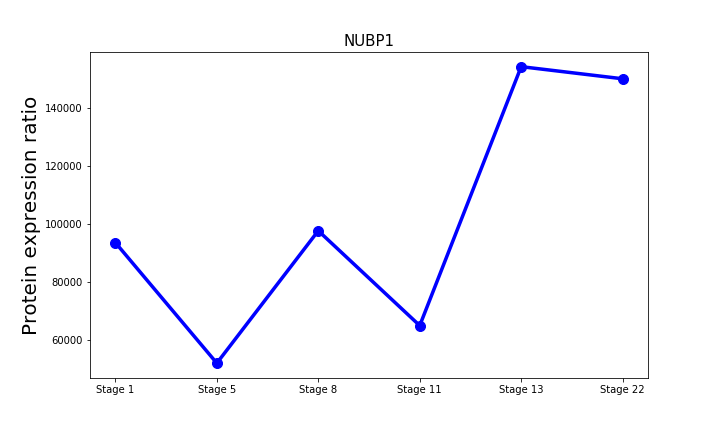 NUBP1
Protein expression ratio
140000
120000
100000
80000
60000
Stage 1 Stage 5 Stage 8 Stage 11 Stage 13 Stage 22